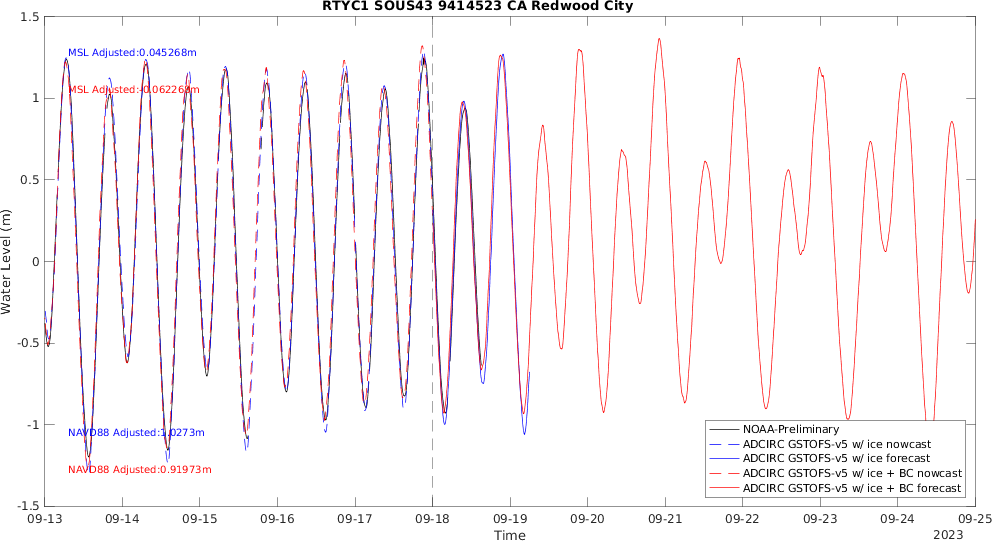 RTYC1 SOUS43 9414523 CA Redwood City
1.5
1
0.5
0
-0.5
-1
-1.5
Water Level (m)
MSL Adjusted:0.045268m
MSL Adjusted:-0.062263m
NAVD88 Adjusted:1.0273m
NAVD88 Adjusted:0.91973m
NOAA-Preliminary
ADCIRC GSTOFS-v5 w/ ice nowcast
ADCIRC GSTOFS-v5 w/ ice forecast
ADCIRC GSTOFS-v5 w/ ice + BC nowcast
ADCIRC GSTOFS-v5 w/ ice + BC forecast
09-13 09-14 09-15 09-16 09-17 09-18 09-19 09-20 09-21 09-22 09-23 09-24 09-25
Time
2023